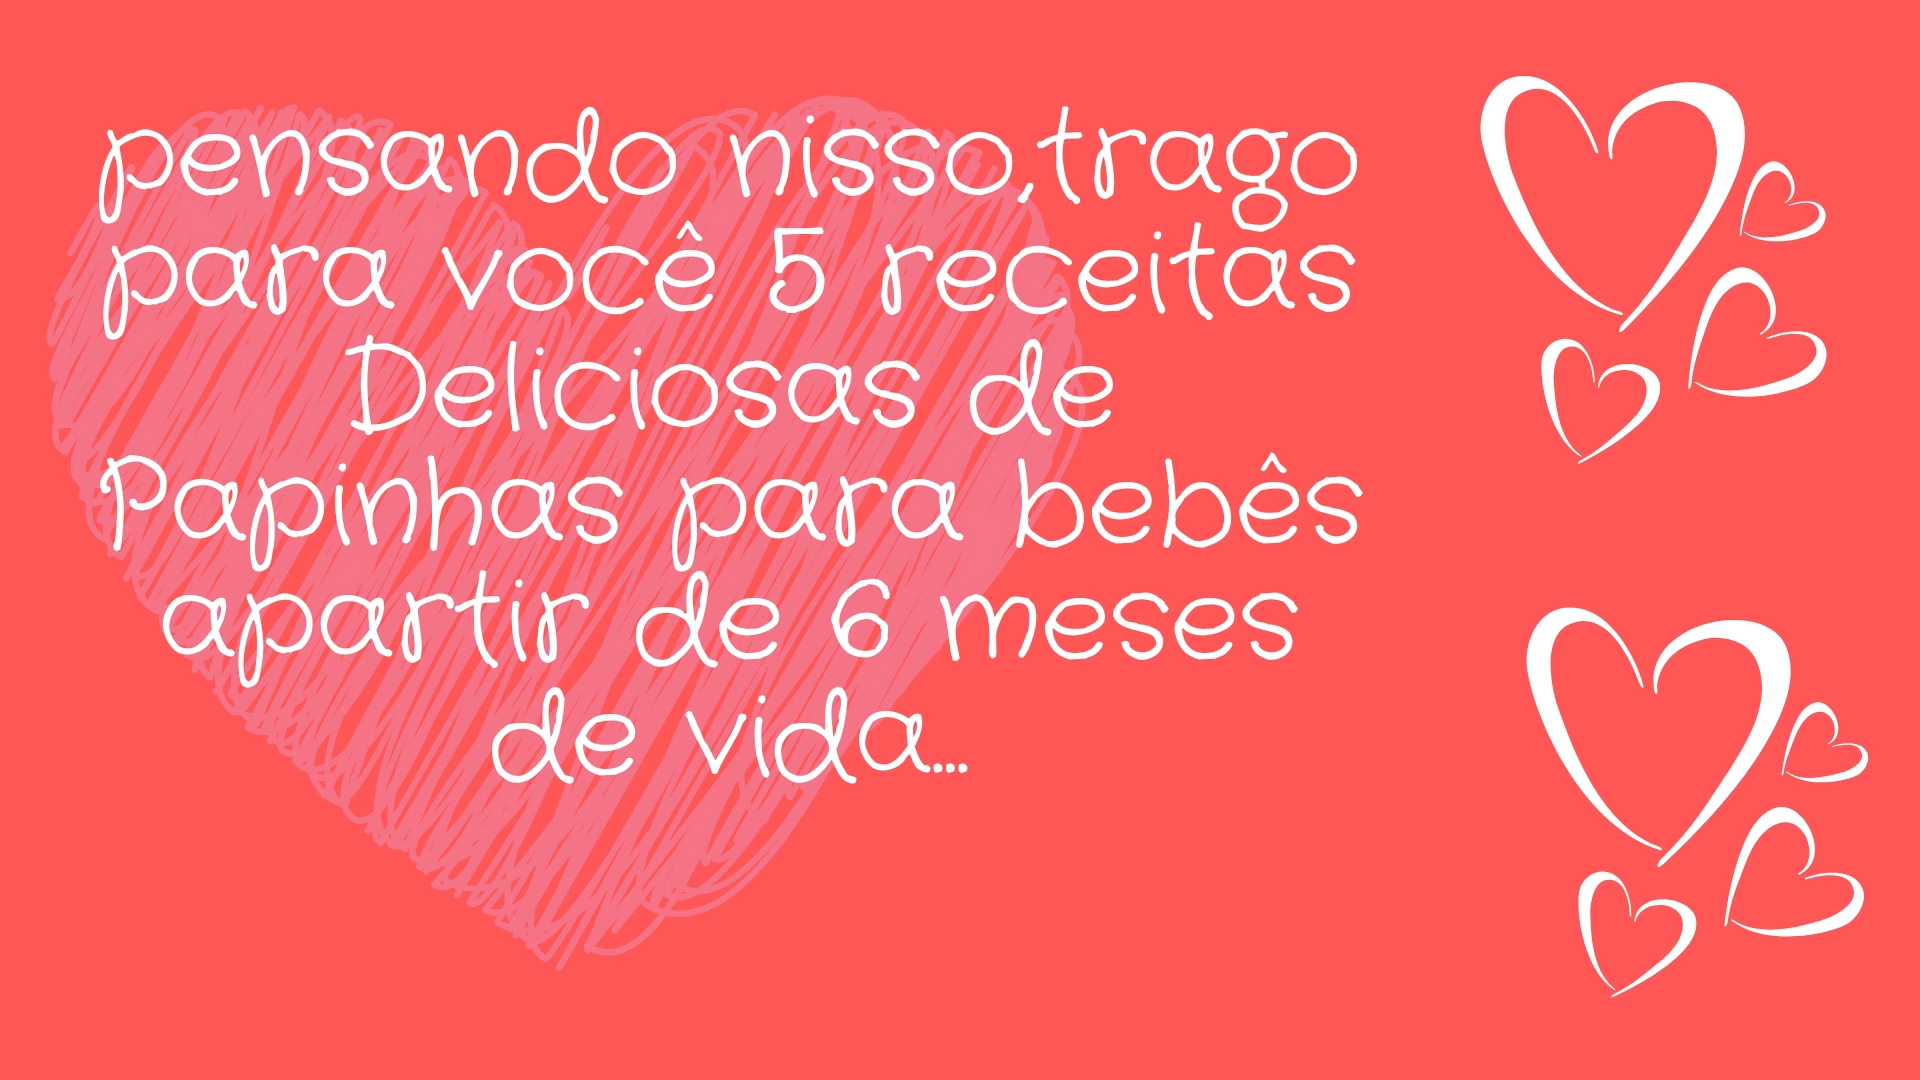 pensando nisso,trago
para você 5 receitas
Deliciosas de
Papinhas para bebês
apartir de 6 meses
de vida...